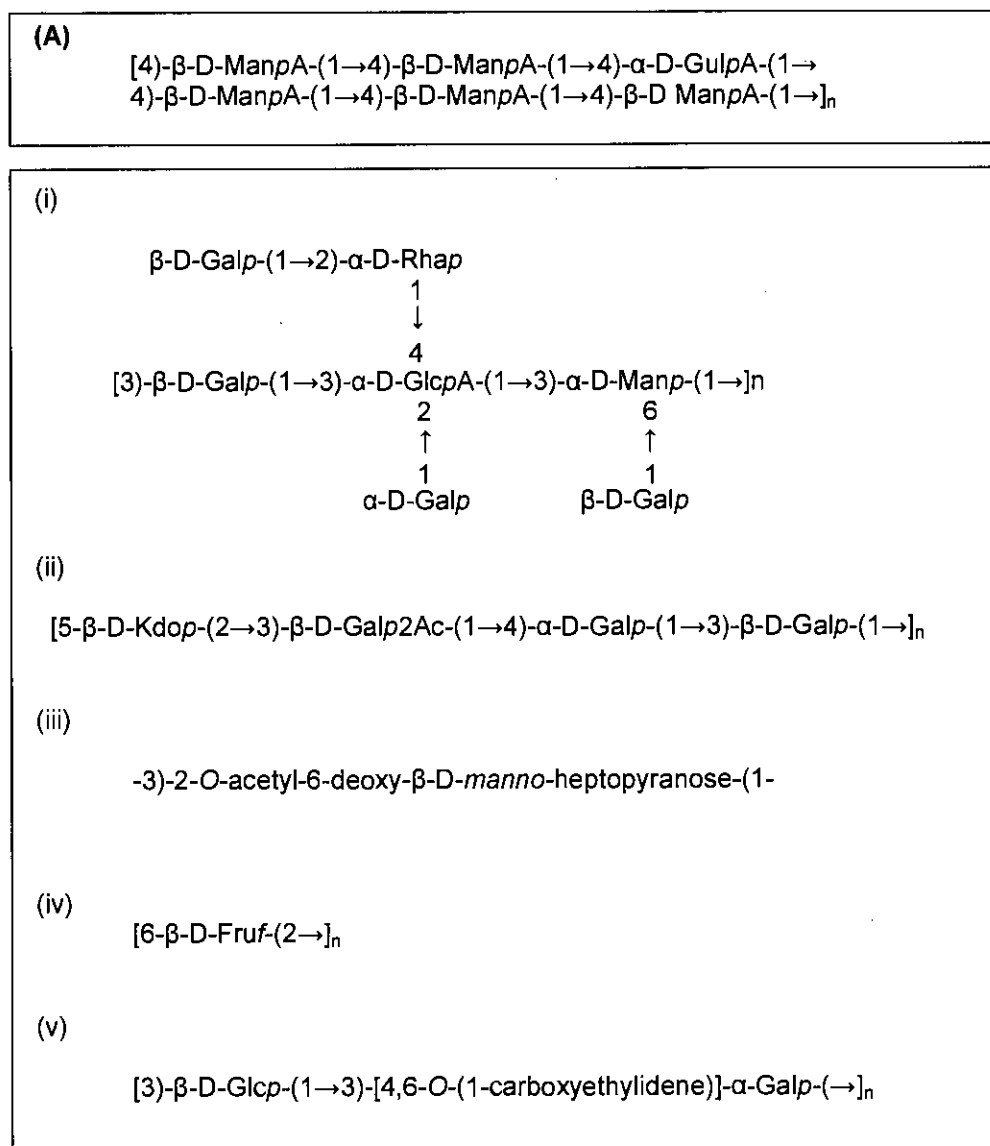 (A)
[4)-β-D-ManpA-(1→4)-β-D-ManpA-(1→4)-α-D-GulpA-(1→
4)-β-D-ManpA-(1→4)-β-D-ManpA-(1→4)-β-D ManpA-(1→]n
(i)
β-D-Galp-(1→2)-α-D-Rhap
1
↓
4
[3)-β-D-Galp-(1→3)-α-D-GlcpA-(1→3)-α-D-Manp-(1→]n
2 6
↑ ↑
1 1
α-D-Galp β-D-Galp
(ii)
[5-β-D-Kdop-(2→3)-β-D-Galp2Ac-(1→4)-α-D-Galp-(1→3)-β-D-Galp-(1→]n
(iii)
-3)-2-O-acetyl-6-deoxy-β-D-manno-heptopyranose-(1-
(iv)
[6-β-D-Fruf-(2→]n
(v)
[3)-β-D-Glcp-(1→3)-[4,6-O-(1-carboxyethylidene)]-α-Galp-(→]n